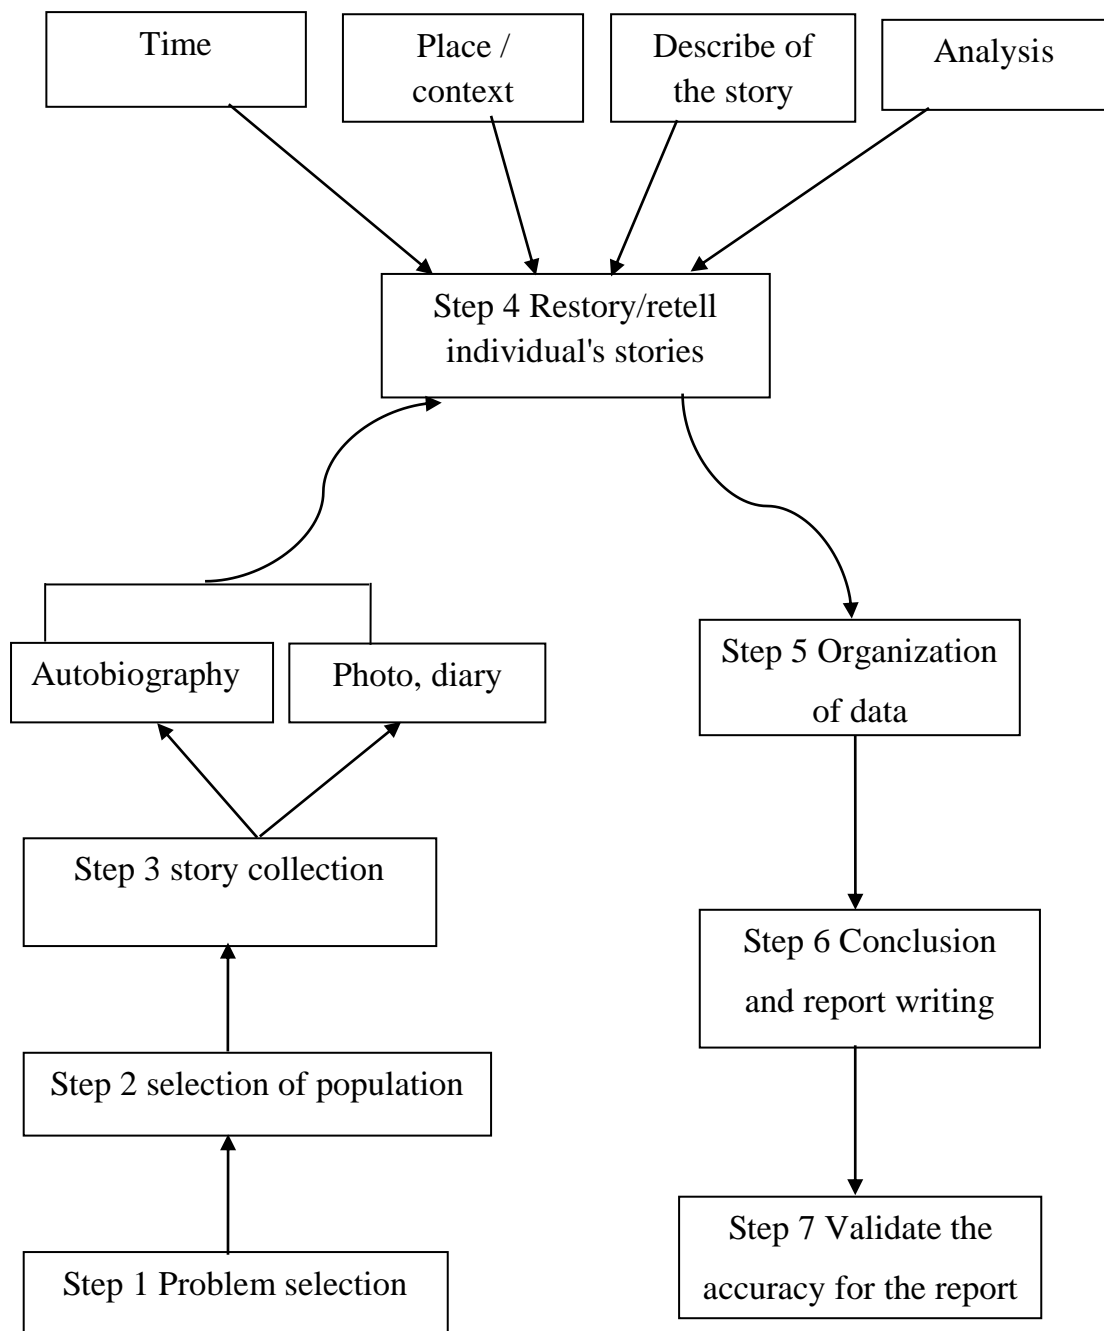 Time
Place /
context
Describe of
the story
Analysis
Step 4 Restory/retell
individual's stories
Autobiography
Photo, diary
Step 5 Organization
of data
Step 3 story collection
Step 6 Conclusion
and report writing
Step 2 selection of population
Step 7 Validate the
accuracy for the report
Step 1 Problem selection